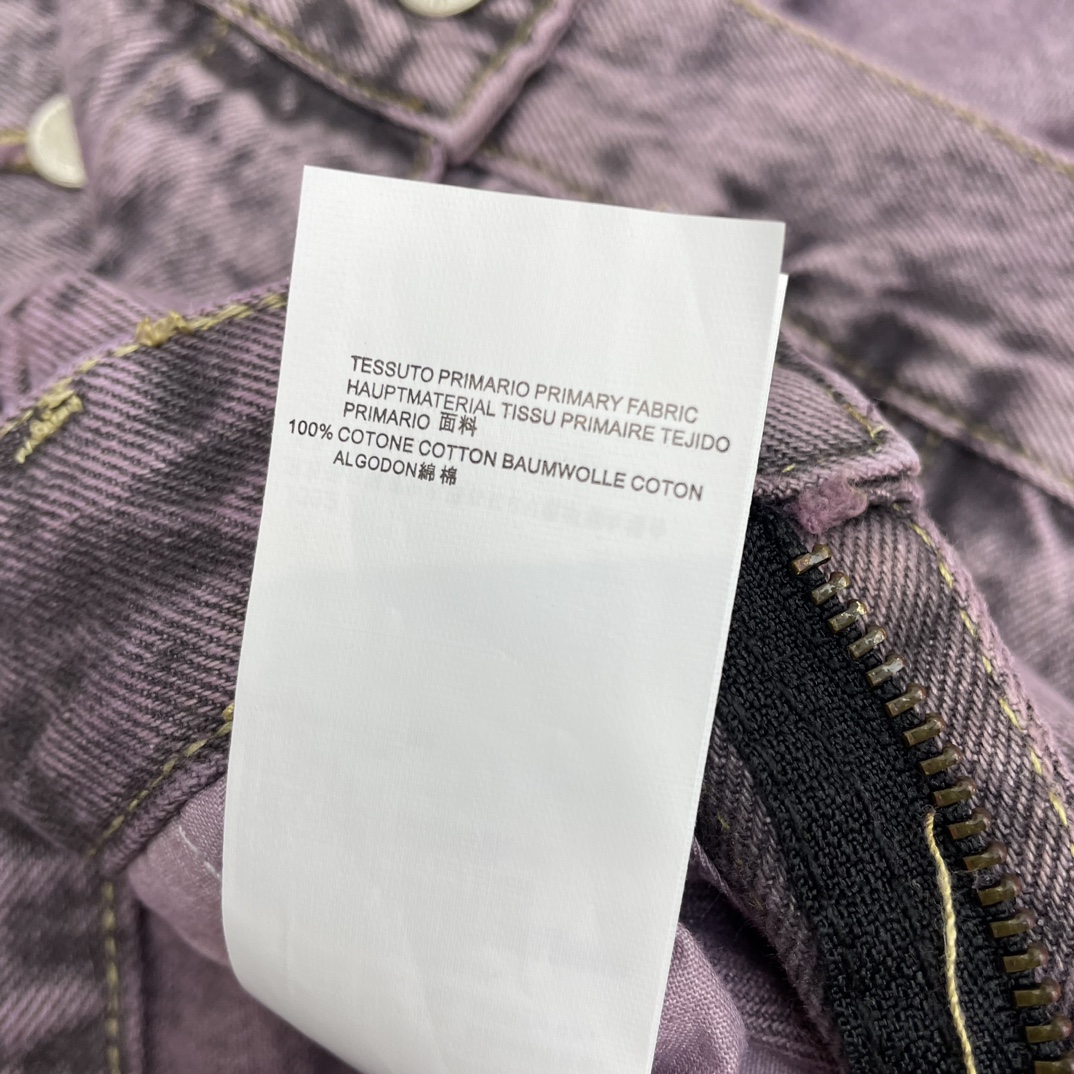 TESSUTO PRIMARIO PRIMARY FABRIC
HAUPTMATERIAL TISSU PRIMAIRE TEJIDO
PRIMARIO 面料
100% COTONE COTTON BAUMWOLLE COTON
ALGODON綿 棉